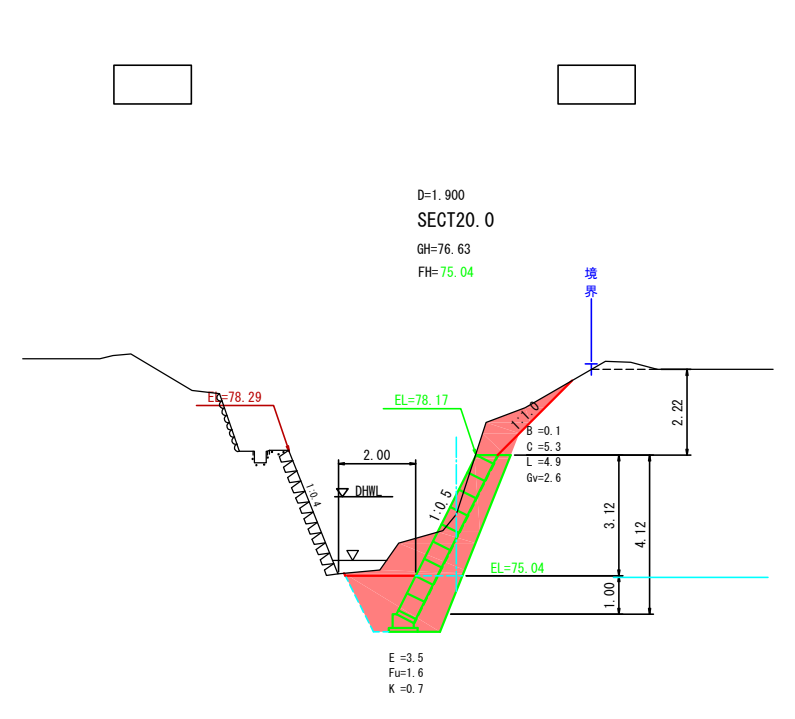 D=1.900
SECT20.0
GH=76.63
FH=75.04
境
界
EL=78.29
EL=78.17
1:1.0
B =0.1
C =5.3
L =4.9
Gv=2.6
2.22
2.00
DHWL
1:0.4
1:0.5
3.12
4.12
EL=75.04
1.00
E =3.5
Fu=1.6
K =0.7